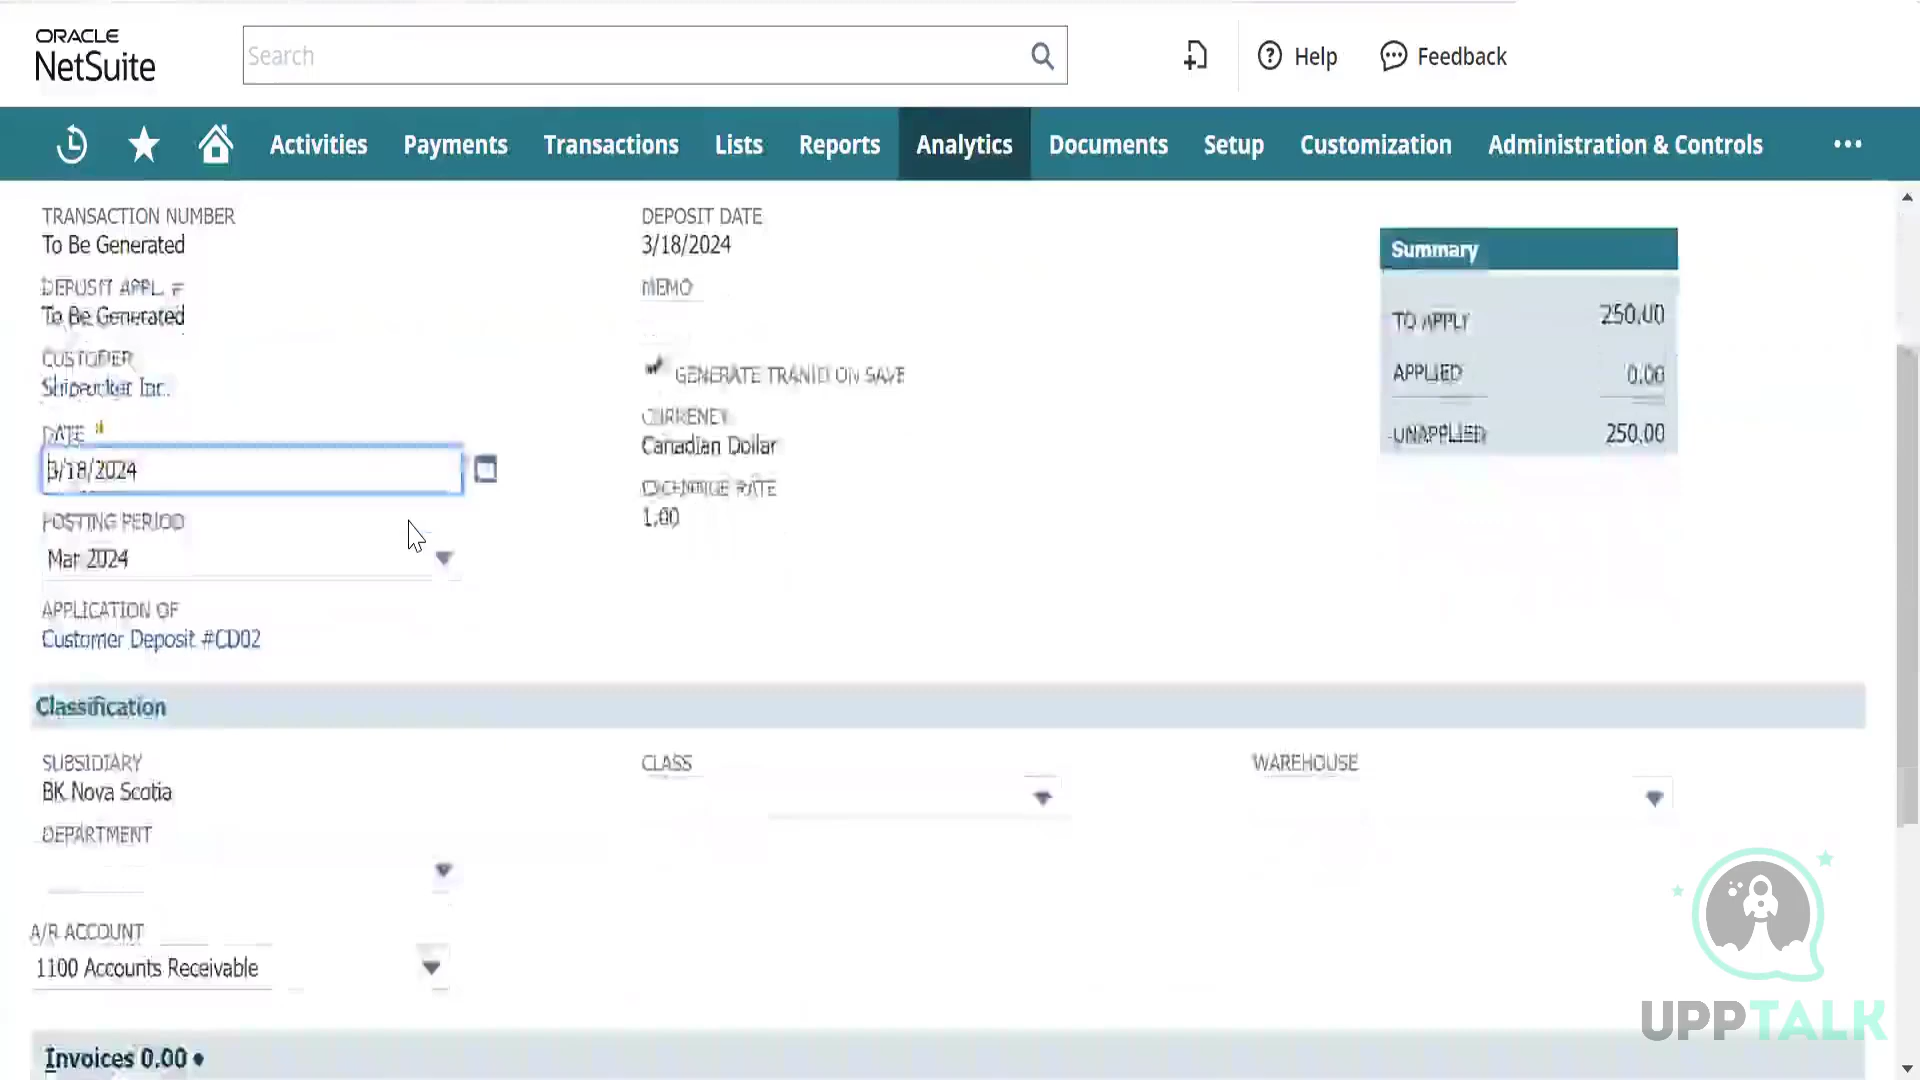 ORACLE
NetSuite
Search
Help
Feedback
Activities
Payments
Transactions
Lists
Reports
Analytics
Documents
Setup
Customization
Administration & Controls
TRANSACTION NUMBER
To Be Generated
DEPOSIT APPL. #
To Be Generated
CUSTOMER
Inc.
DATE
3/18/2024
POSTING PERIOD
Mar 2024
APPLICATION OF
Customer Deposit #CD02
DEPOSIT DATE
3/18/2024
MEMO
GENERATE TRANID ON SAVE
CURRENCY
Canadian Dollar
EXCHANGE RATE
1.00
Summary
TO APPLY 250.00
APPLIED 0.00
UNAPPLIED 250.00
Classification
SUBSIDIARY
BK Nova Scotia
DEPARTMENT
CLASS
WAREHOUSE
A/R ACCOUNT
1100 Accounts Receivable
Invoices 0.00 •
UPPTALK